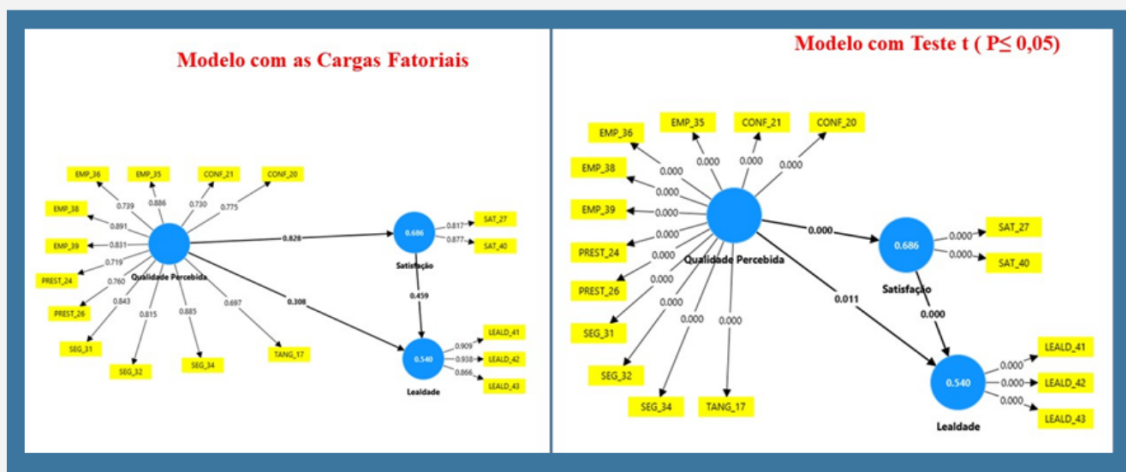 Modelo com as Cargas Fatoriais
EMP_36
EMP_35
CONF_21
CONF_20
0.739
0.886
0.730
0.775
EMP_38
0.891
EMP_39
0.831
0.719
PREST_24
Qualidade Percebida
0.760
PREST_26
0.843
SEG_31
0.815
SEG_32
0.885
SEG_34
0.697
TANG_17
0.828
0.308
0.686
Satisfação
0.817
SAT_27
0.877
SAT_40
0.459
0.540
Lealdade
0.909
LEALD_41
0.938
LEALD_42
0.866
LEALD_43
Modelo com Teste t ( P≤ 0,05)
EMP_36
EMP_35
CONF_21
CONF_20
0.000
0.000
0.000
0.000
EMP_38
0.000
EMP_39
0.000
PREST_24
0.000
Qualidade Percebida
PREST_26
0.000
SEG_31
0.000
SEG_32
0.000
SEG_34
0.000
TANG_17
0.000
0.000
0.011
0.686
Satisfação
0.000
SAT_27
0.000
SAT_40
0.000
0.540
Lealdade
0.000
LEALD_41
0.000
LEALD_42
0.000
LEALD_43